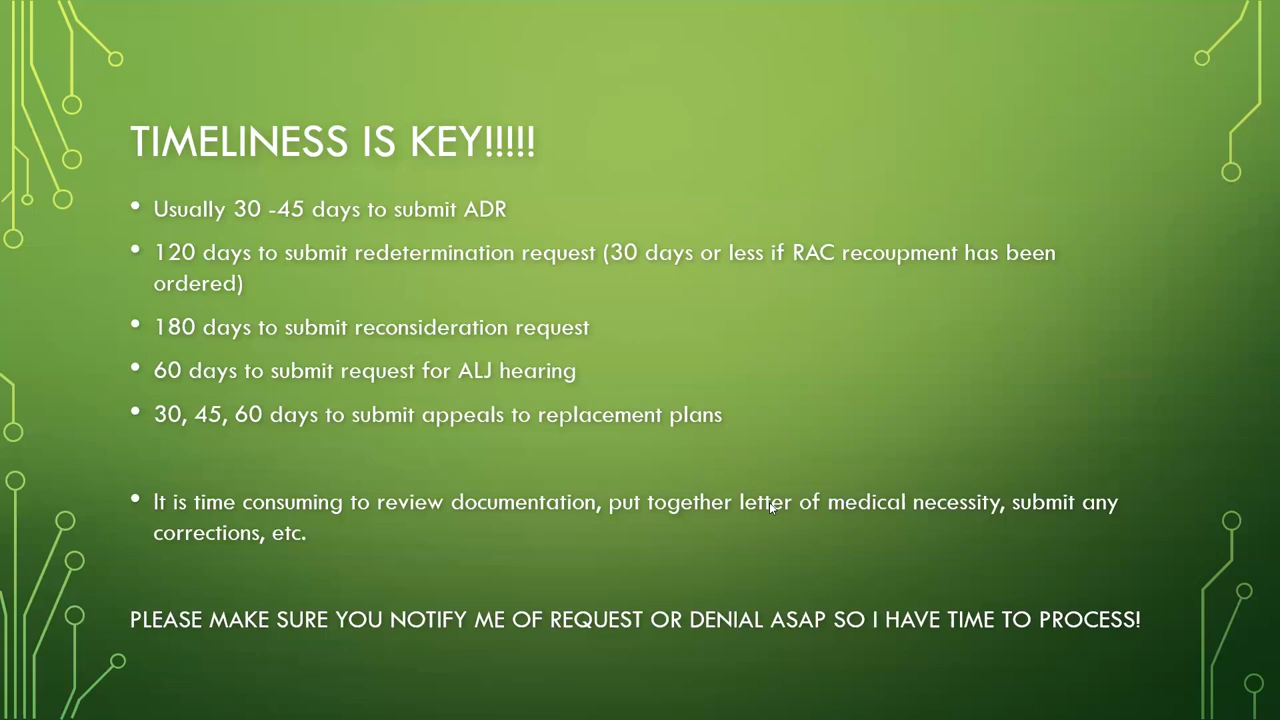 TIMELINESS IS KEY!!!!!
• Usually 30 -45 days to submit ADR
• 120 days to submit redetermination request (30 days or less if RAC recoupment has been
ordered)
• 180 days to submit reconsideration request
• 60 days to submit request for ALJ hearing
• 30, 45, 60 days to submit appeals to replacement plans
• It is time consuming to review documentation, put together letter of medical necessity, submit any
corrections, etc.
PLEASE MAKE SURE YOU NOTIFY ME OF REQUEST OR DENIAL ASAP SO I HAVE TIME TO PROCESS!